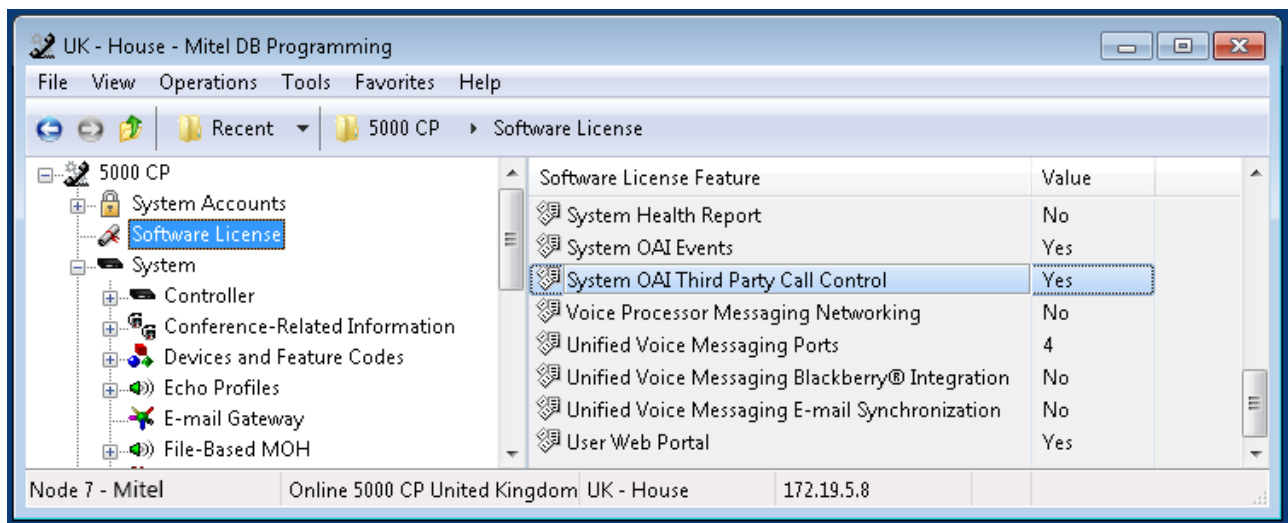 UK - House - Mitel DB Programming
File View Operations Tools Favorites Help
Recent 5000 CP Software License
5000 CP
System Accounts
Software License
System
Controller
Conference-Related Information
Devices and Feature Codes
Echo Profiles
E-mail Gateway
File-Based MOH
Software License Feature Value
System Health Report No
System OAI Events Yes
System OAI Third Party Call Control Yes
Voice Processor Messaging Networking No
Unified Voice Messaging Ports 4
Unified Voice Messaging Blackberry® Integration No
Unified Voice Messaging E-mail Synchronization No
User Web Portal Yes
Node 7 - Mitel Online 5000 CP United Kingdom UK - House 172.19.5.8